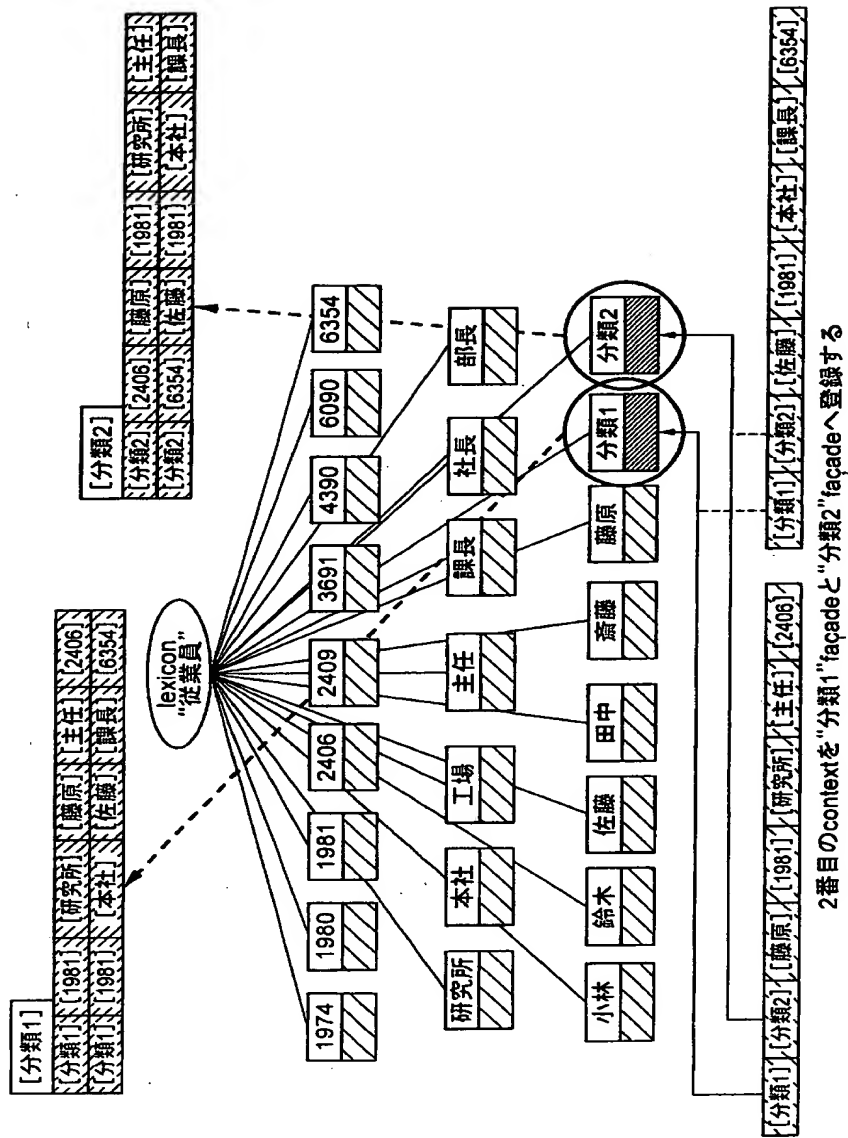 [分類1]
[分類1] [1981] [研究所] [藤原] [主任] [2406]
[分類1] [1981] [本社] [佐藤] [課長] [6354]
[分類2]
[分類2] [2406] [藤原] [1981] [研究所] [主任]
[分類2] [6354] [佐藤] [1981] [本社] [課長]
lexicon
"従業員"
1974 1980 1981 2406 2409 3691 4390 6090 6354
研究所 本社 工場 主任 課長 社長 部長
小林 鈴木 佐藤 田中 斎藤 藤原 分類1 分類2
[分類1] [分類2] [藤原] [1981] [研究所] [主任] [2406]
[分類1] [分類2] [佐藤] [1981] [本社] [課長] [6354]
2番目のcontextを"分類1"façadeと"分類2"façadeへ登録する